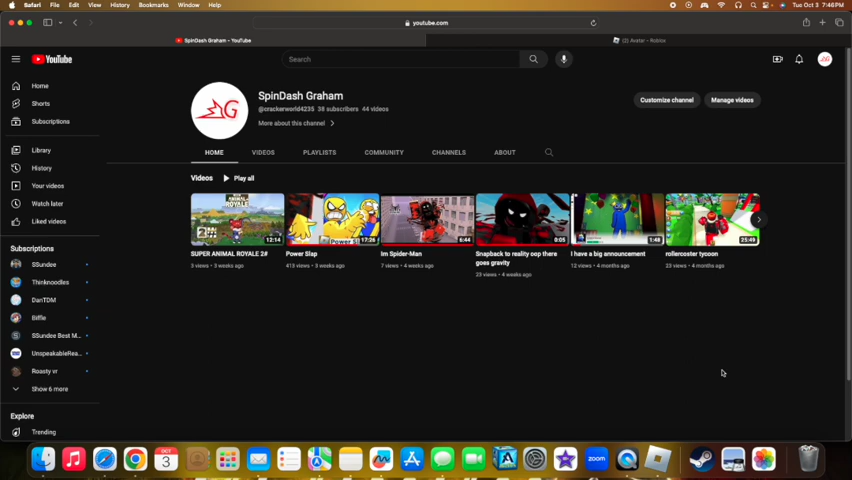 Safari File Edit View History Bookmarks Window Help Tue Oct 3 7:46PM
youtube.com
SpinDash Graham - YouTube (2) Avatar - Roblox
YouTube Search
Home
Shorts
Subscriptions
Library
History
Your videos
Watch later
Liked videos
Subscriptions
SSundee
Thinknoodles
DanTDM
Biffle
SSundee Best M...
UnspeakableRea...
Roasty vr
Show 6 more
Explore
Trending
G
SpinDash Graham
@crackerworld4235 38 subscribers 44 videos
More about this channel
Customize channel Manage videos
HOME VIDEOS PLAYLISTS COMMUNITY CHANNELS ABOUT
Videos Play all
12:14 17:26 6:44 0:05 1:48 25:49
SUPER ANIMAL ROYALE 2#
3 views • 3 weeks ago
Power Slap
413 views • 3 weeks ago
Im Spider-Man
7 views • 4 weeks ago
Snapback to reality oop there
goes gravity
23 views • 4 weeks ago
I have a big announcement
12 views • 4 months ago
rollercoster tycoon
23 views • 4 months ago
OCT
3
zoom